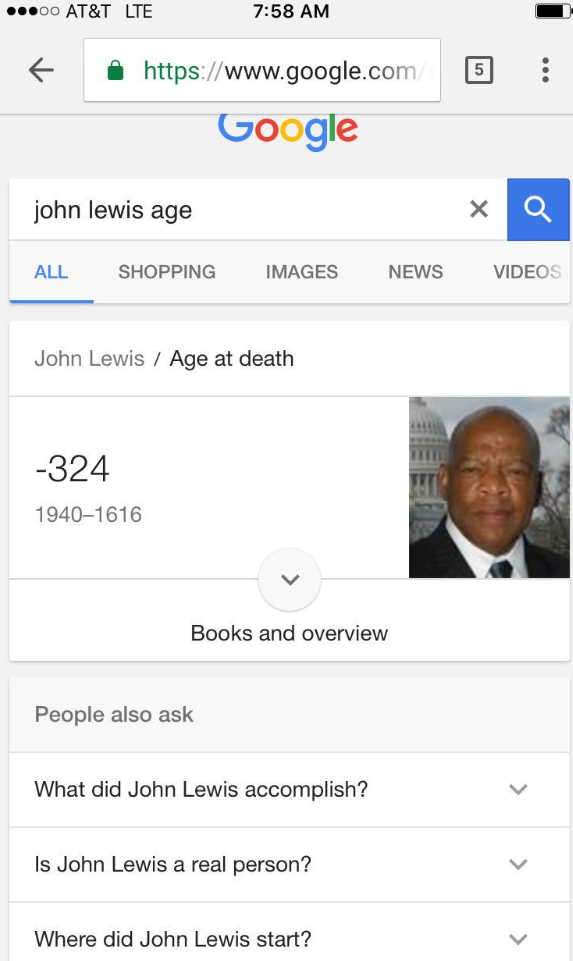 AT&T LTE 7:58 AM
https://www.google.com/
5
Google
john lewis age
ALL SHOPPING IMAGES NEWS VIDEOS
John Lewis / Age at death
-324
1940–1616
Books and overview
People also ask
What did John Lewis accomplish?
Is John Lewis a real person?
Where did John Lewis start?